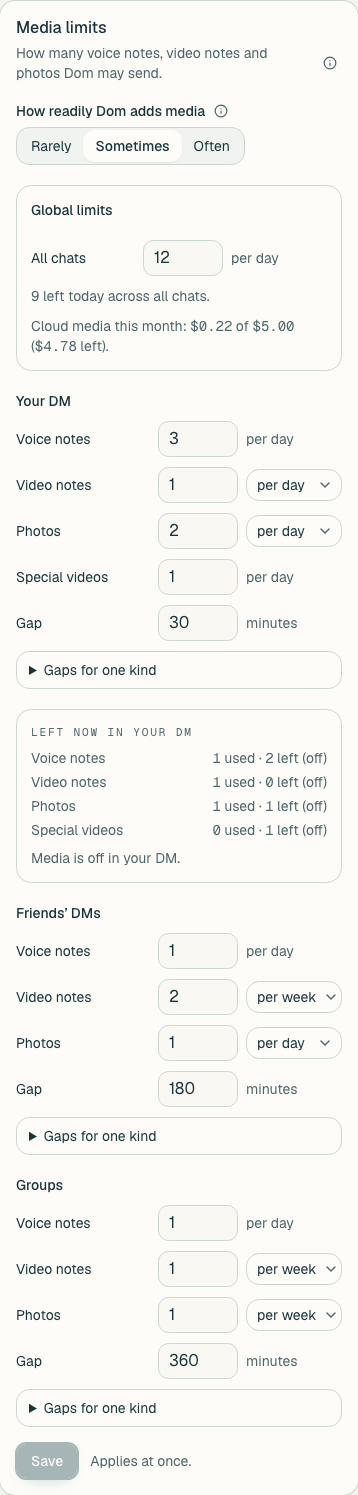 Media limits
How many voice notes, video notes and
photos Dom may send.
How readily Dom adds media
Rarely Sometimes Often
Global limits
All chats 12 per day
9 left today across all chats.
Cloud media this month: $0.22 of $5.00
($4.78 left).
Your DM
Voice notes 3 per day
Video notes 1 per day
Photos 2 per day
Special videos 1 per day
Gap 30 minutes
Gaps for one kind
LEFT NOW IN YOUR DM
Voice notes 1 used · 2 left (off)
Video notes 1 used · 0 left (off)
Photos 1 used · 1 left (off)
Special videos 0 used · 1 left (off)
Media is off in your DM.
Friends’ DMs
Voice notes 1 per day
Video notes 2 per week
Photos 1 per day
Gap 180 minutes
Gaps for one kind
Groups
Voice notes 1 per day
Video notes 1 per week
Photos 1 per week
Gap 360 minutes
Gaps for one kind
Save Applies at once.